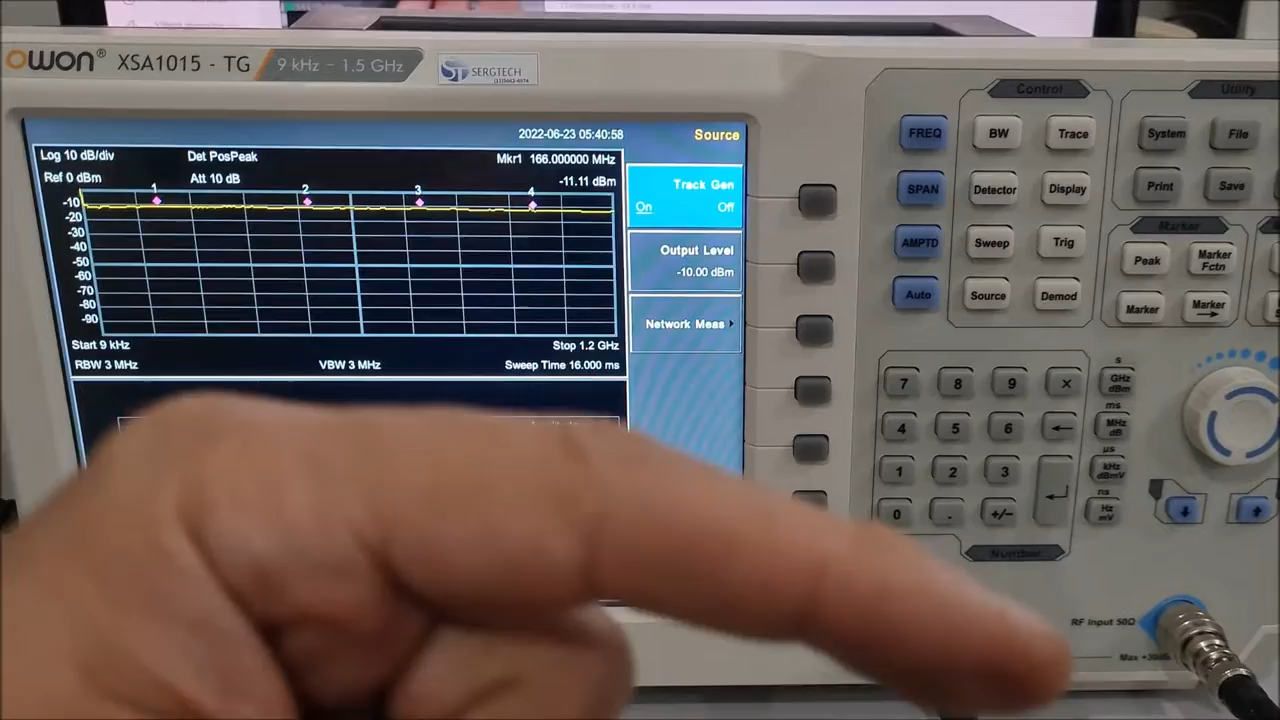 OWON® XSA1015 - TG 9 kHz - 1.5 GHz
ST SERGTECH
2022-06-23 05:40:58 Source
Log 10 dB/div Det PosPeak Mkr1 166.000000 MHz
Ref 0 dBm Att 10 dB -11.11 dBm
1 2 3 4
-10
-20
-30
-40
-50
-60
-70
-80
-90
Start 9 kHz Stop 1.2 GHz
RBW 3 MHz VBW 3 MHz Sweep Time 16.000 ms
Track Gen
On Off
Output Level
-10.00 dBm
Network Meas
Control
FREQ BW Trace
SPAN Detector Display
AMPTD Sweep Trig
Auto Source Demod
Utility
System File
Print Save
Marker
Peak Marker Fctn
Marker Marker →
7 8 9 × GHz dBm
4 5 6 ← MHz dB
1 2 3 kHz dBmV
0 . +/- ↵ Hz mV
s
ms
µs
ns
Number
RF Input 50Ω